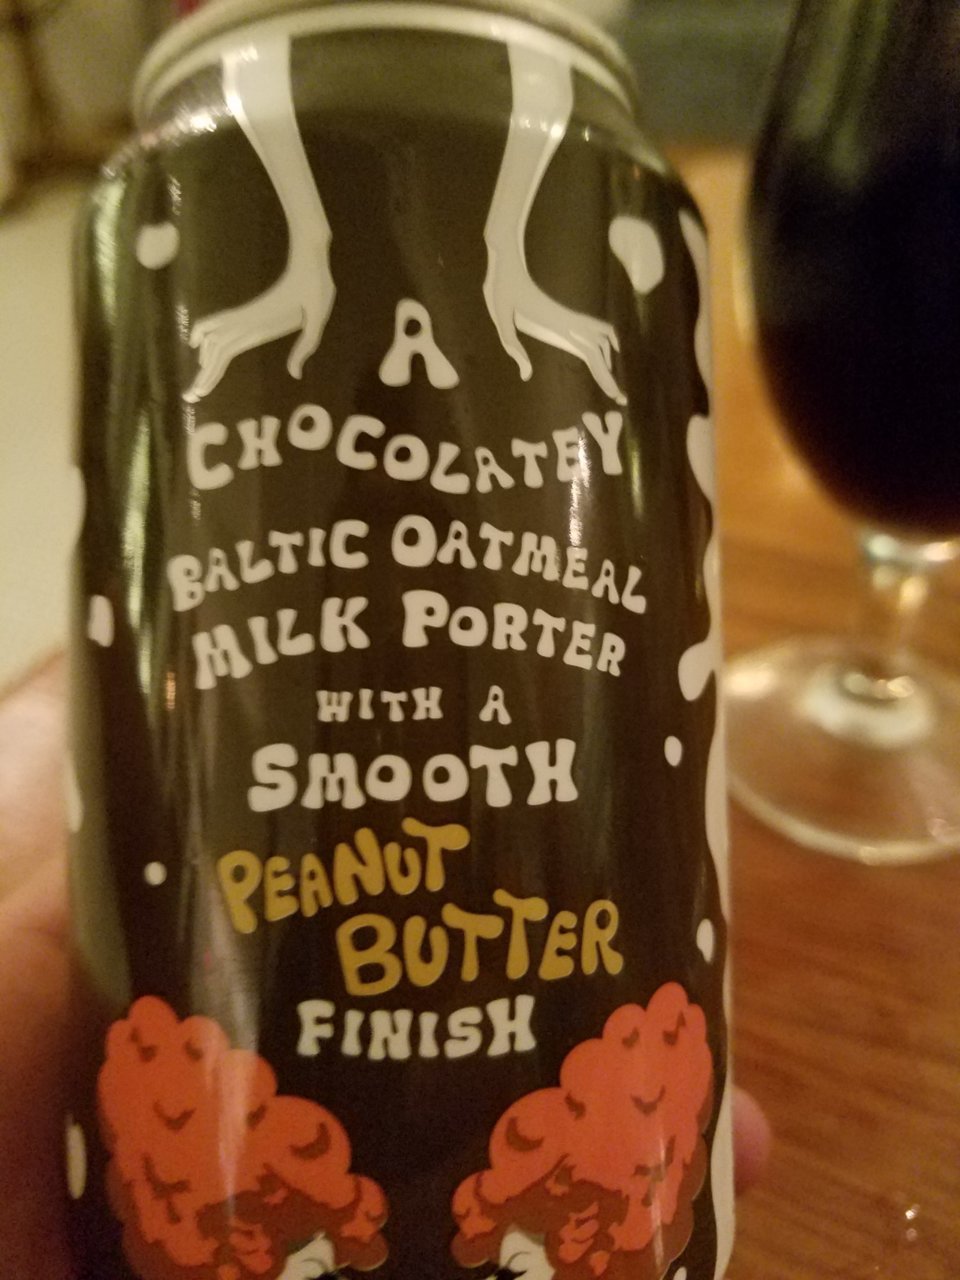 A
CHOCOLATEY
BALTIC OATMEAL
MILK PORTER
WITH A
SMOOTH
PEANUT
BUTTER
FINISH